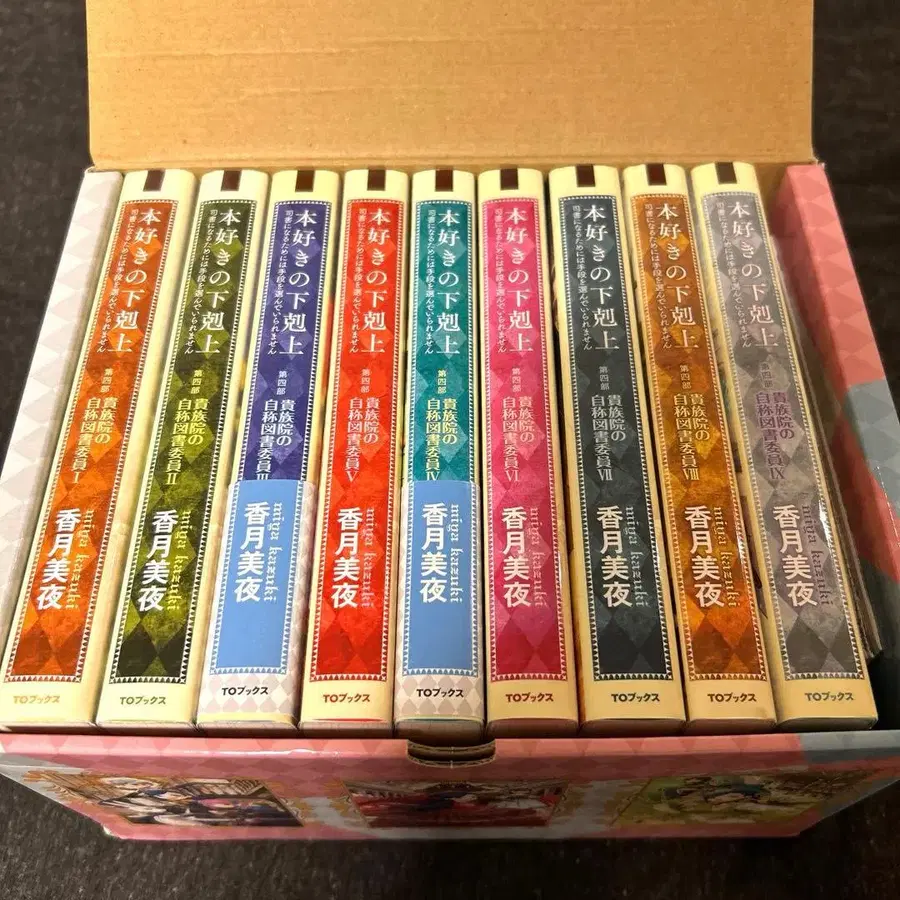 本好きの下剋上
司書になるためには手段を選んでいられません
第四部
貴族院の
自称図書委員I
miya kazuki
香月美夜
TOブックス
本好きの下剋上
司書になるためには手段を選んでいられません
第四部
貴族院の
自称図書委員II
miya kazuki
香月美夜
TOブックス
本好きの下剋上
司書になるためには手段を選んでいられません
第四部
貴族院の
自称図書委員III
香月美夜
TOブックス
本好きの下剋上
司書になるためには手段を選んでいられません
第四部
貴族院の
自称図書委員V
miya kazuki
香月美夜
TOブックス
本好きの下剋上
司書になるためには手段を選んでいられません
第四部
貴族院の
自称図書委員IV
香月美夜
TOブックス
本好きの下剋上
司書になるためには手段を選んでいられません
第四部
貴族院の
自称図書委員VI
miya kazuki
香月美夜
TOブックス
本好きの下剋上
司書になるためには手段を選んでいられません
第四部
貴族院の
自称図書委員VII
miya kazuki
香月美夜
TOブックス
本好きの下剋上
司書になるためには手段を選んでいられません
第四部
貴族院の
自称図書委員VIII
miya kazuki
香月美夜
TOブックス
本好きの下剋上
司書になるためには手段を選んでいられません
第四部
貴族院の
自称図書委員IX
miya kazuki
香月美夜
TOブックス